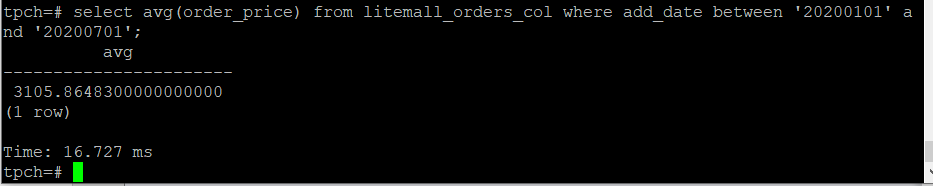 tpch=# select avg(order_price) from litemall_orders_col where add_date between '20200101' a
nd '20200701';
avg
-----------------------
3105.8648300000000000
(1 row)
Time: 16.727 ms
tpch=#